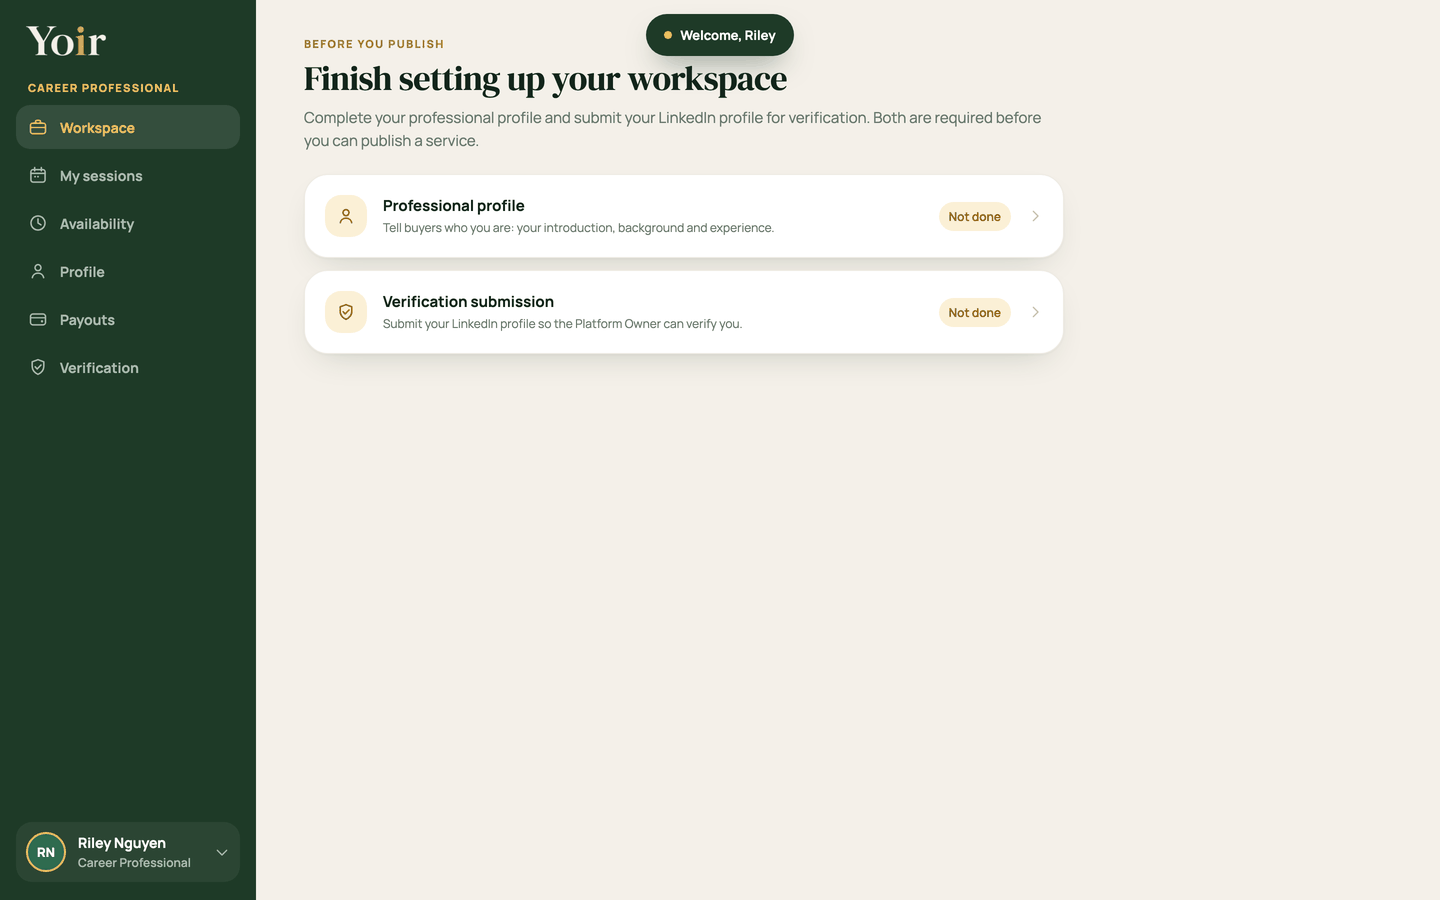 Yoir
CAREER PROFESSIONAL
Workspace
My sessions
Availability
Profile
Payouts
Verification
Riley Nguyen
Career Professional
RN
Welcome, Riley
BEFORE YOU PUBLISH
Finish setting up your workspace
Complete your professional profile and submit your LinkedIn profile for verification. Both are required before
you can publish a service.
Professional profile
Tell buyers who you are: your introduction, background and experience.
Not done
Verification submission
Submit your LinkedIn profile so the Platform Owner can verify you.
Not done